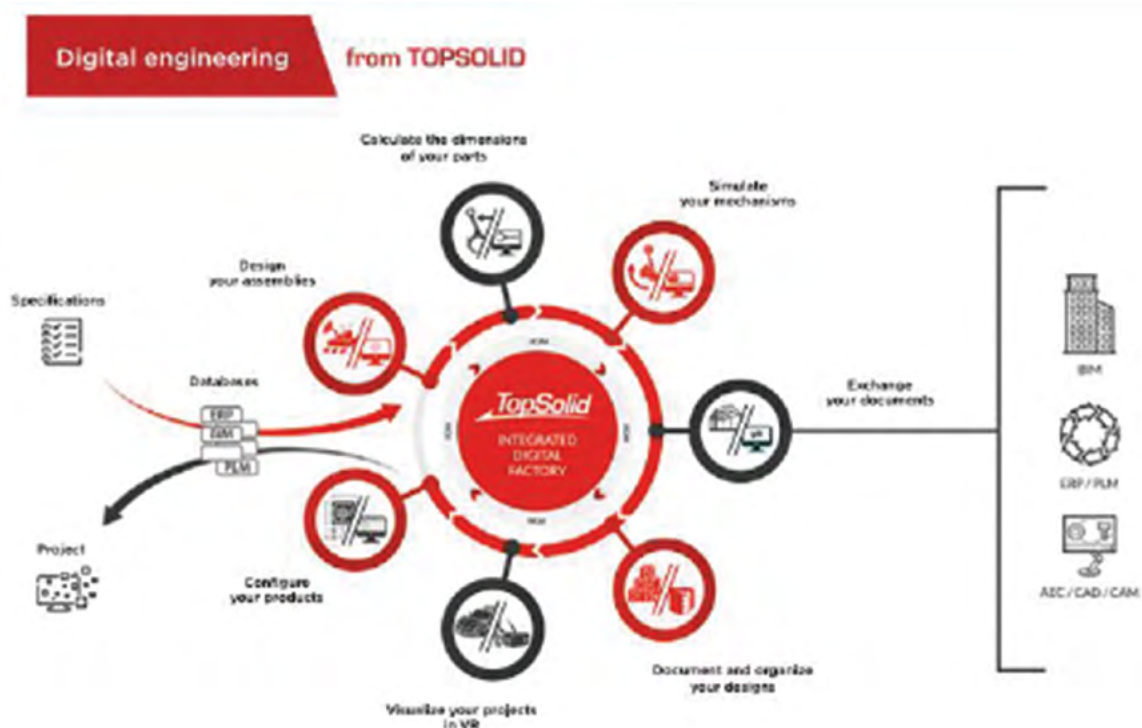 Digital engineering
from TOPSOLID
Calculate the dimensions
of your parts
Simulate
your mechanisms
Design
your assemblies
Specifications
Databases
ERP
BIM
PLM
TopSolid
INTEGRATED
DIGITAL
FACTORY
Exchange
your documents
BIM
ERP / PLM
AEC / CAD / CAM
Project
Configure
your products
Document and organize
your designs
Visualize your projects
in VR